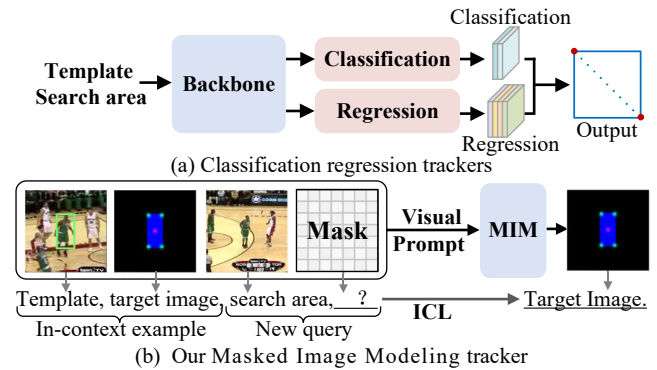 Classification
Template
Search area
Backbone
Classification
Regression
Regression
Output
(a) Classification regression trackers
Mask
Visual
Prompt
MIM
Template, target image, search area, ?
ICL
Target Image.
In-context example
New query
(b) Our Masked Image Modeling tracker